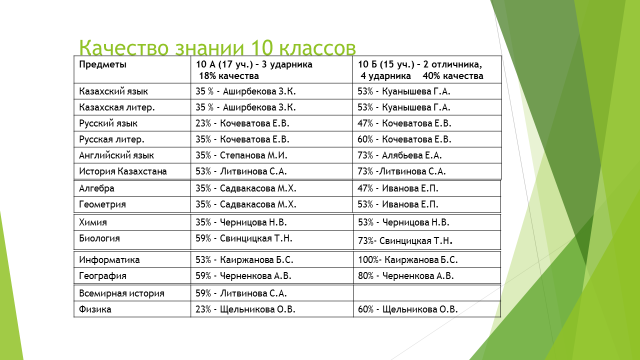 Качество знании 10 классов
Предметы 10 А (17 уч.) – 3 ударника 10 Б (15 уч.) – 2 отличника,
18% качества 4 ударника 40% качества
Казахский язык 35 % - Аширбекова З.К. 53% - Куанышева Г.А.
Казахская литер. 35 % - Аширбекова З.К. 53% - Куанышева Г.А.
Русский язык 23% - Кочеватова Е.В. 47% - Кочеватова Е.В.
Русская литер. 35% - Кочеватова Е.В. 60% - Кочеватова Е.В.
Английский язык 35% - Степанова М.И. 73% - Алябьева Е.А.
История Казахстана 53% - Литвинова С.А. 73% -Литвинова С.А.
Алгебра 35% - Садвакасова М.Х. 47% - Иванова Е.П.
Геометрия 35% - Садвакасова М.Х. 53% - Иванова Е.П.
Химия 35% - Черницова Н.В. 53% - Черницова Н.В.
Биология 59% - Свинцицкая Т.Н. 73%- Свинцицкая Т.Н.
Информатика 53% - Каиржанова Б.С. 100%- Каиржанова Б.С.
География 59% - Черненкова А.В. 80% - Черненкова А.В.
Всемирная история 59% - Литвинова С.А.
Физика 23% - Щельникова О.В. 60% - Щельникова О.В.